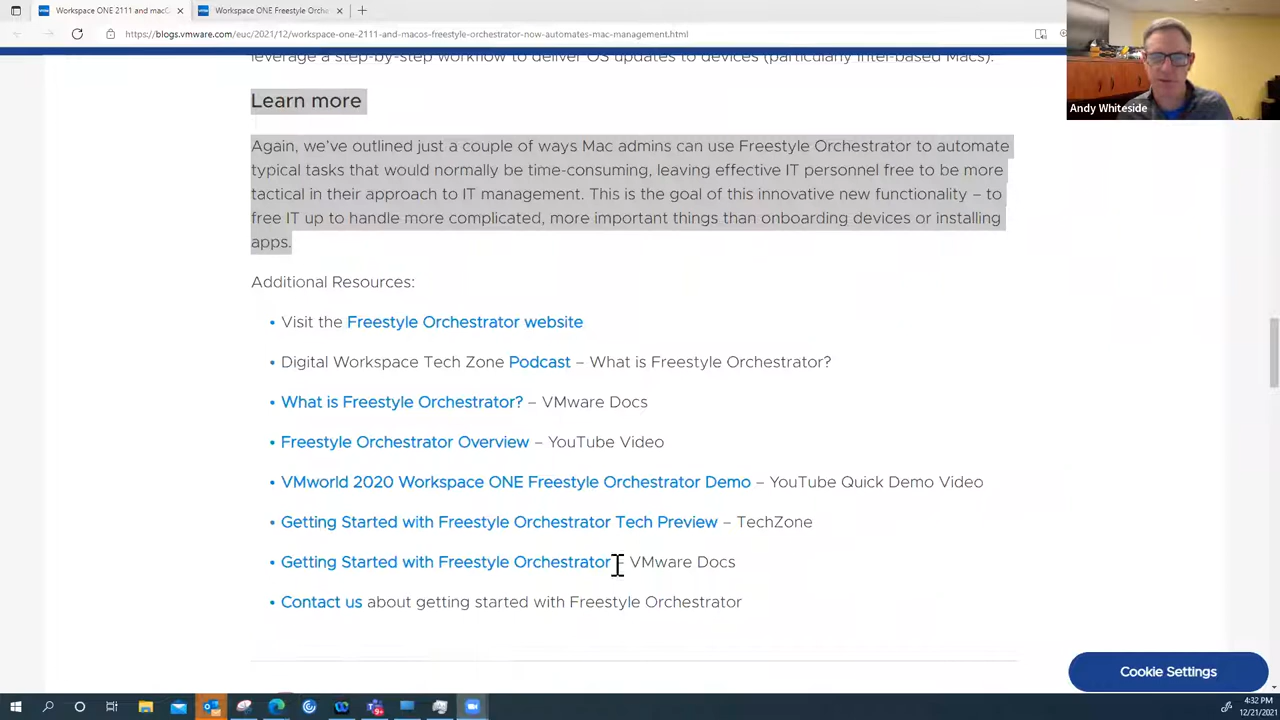 Workspace ONE 2111 and macO
Workspace ONE Freestyle Orche
https://blogs.vmware.com/euc/2021/12/workspace-one-2111-and-macos-freestyle-orchestrator-now-automates-mac-management.html
Andy Whiteside
leverage a step-by-step workflow to deliver OS updates to devices (particularly Intel-based Macs).
Learn more
Again, we've outlined just a couple of ways Mac admins can use Freestyle Orchestrator to automate
typical tasks that would normally be time-consuming, leaving effective IT personnel free to be more
tactical in their approach to IT management. This is the goal of this innovative new functionality – to
free IT up to handle more complicated, more important things than onboarding devices or installing
apps.
Additional Resources:
• Visit the Freestyle Orchestrator website
• Digital Workspace Tech Zone Podcast – What is Freestyle Orchestrator?
• What is Freestyle Orchestrator? – VMware Docs
• Freestyle Orchestrator Overview – YouTube Video
• VMworld 2020 Workspace ONE Freestyle Orchestrator Demo – YouTube Quick Demo Video
• Getting Started with Freestyle Orchestrator Tech Preview – TechZone
• Getting Started with Freestyle Orchestrator – VMware Docs
• Contact us about getting started with Freestyle Orchestrator
Cookie Settings
4:32 PM
12/21/2021